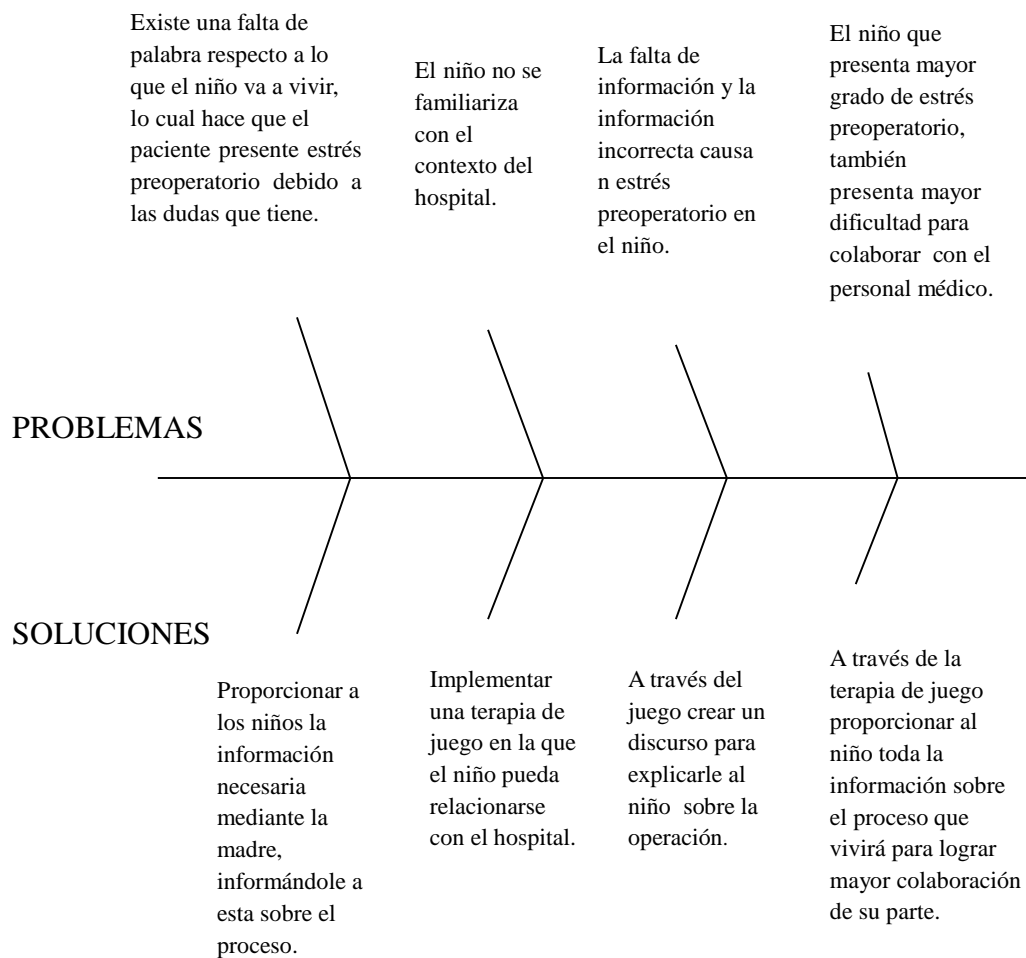 Existe una falta de
palabra respecto a lo
que el niño va a vivir,
lo cual hace que el
paciente presente estrés
preoperatorio debido a
las dudas que tiene.
El niño no se
familiariza
con el
contexto del
hospital.
La falta de
información y la
información
incorrecta causa
n estrés
preoperatorio en
el niño.
El niño que
presenta mayor
grado de estrés
preoperatorio,
también
presenta mayor
dificultad para
colaborar con el
personal médico.
PROBLEMAS
SOLUCIONES
Proporcionar a
los niños la
información
necesaria
mediante la
madre,
informándole a
esta sobre el
proceso.
Implementar
una terapia de
juego en la que
el niño pueda
relacionarse
con el hospital.
A través del
juego crear un
discurso para
explicarle al
niño sobre la
operación.
A través de la
terapia de juego
proporcionar al
niño toda la
información sobre
el proceso que
vivirá para lograr
mayor colaboración
de su parte.